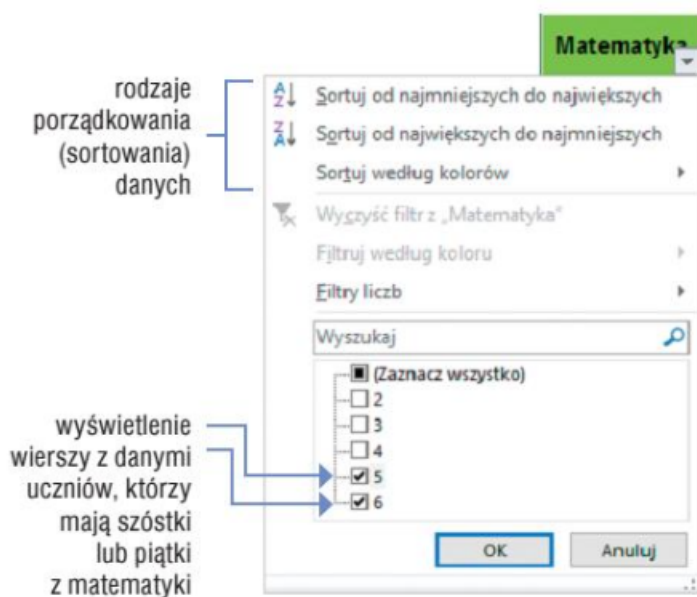 Matematyka
rodzaje
porządkowania
(sortowania)
danych
Sortuj od najmniejszych do największych
Sortuj od największych do najmniejszych
Sortuj według kolorów
Wyczyść filtr z „Matematyka"
Filtruj według koloru
Filtry liczb
Wyszukaj
(Zaznacz wszystko)
2
3
4
5
6
wyświetlenie
wierszy z danymi
uczniów, którzy
mają szóstki
lub piątki
z matematyki
OK
Anuluj